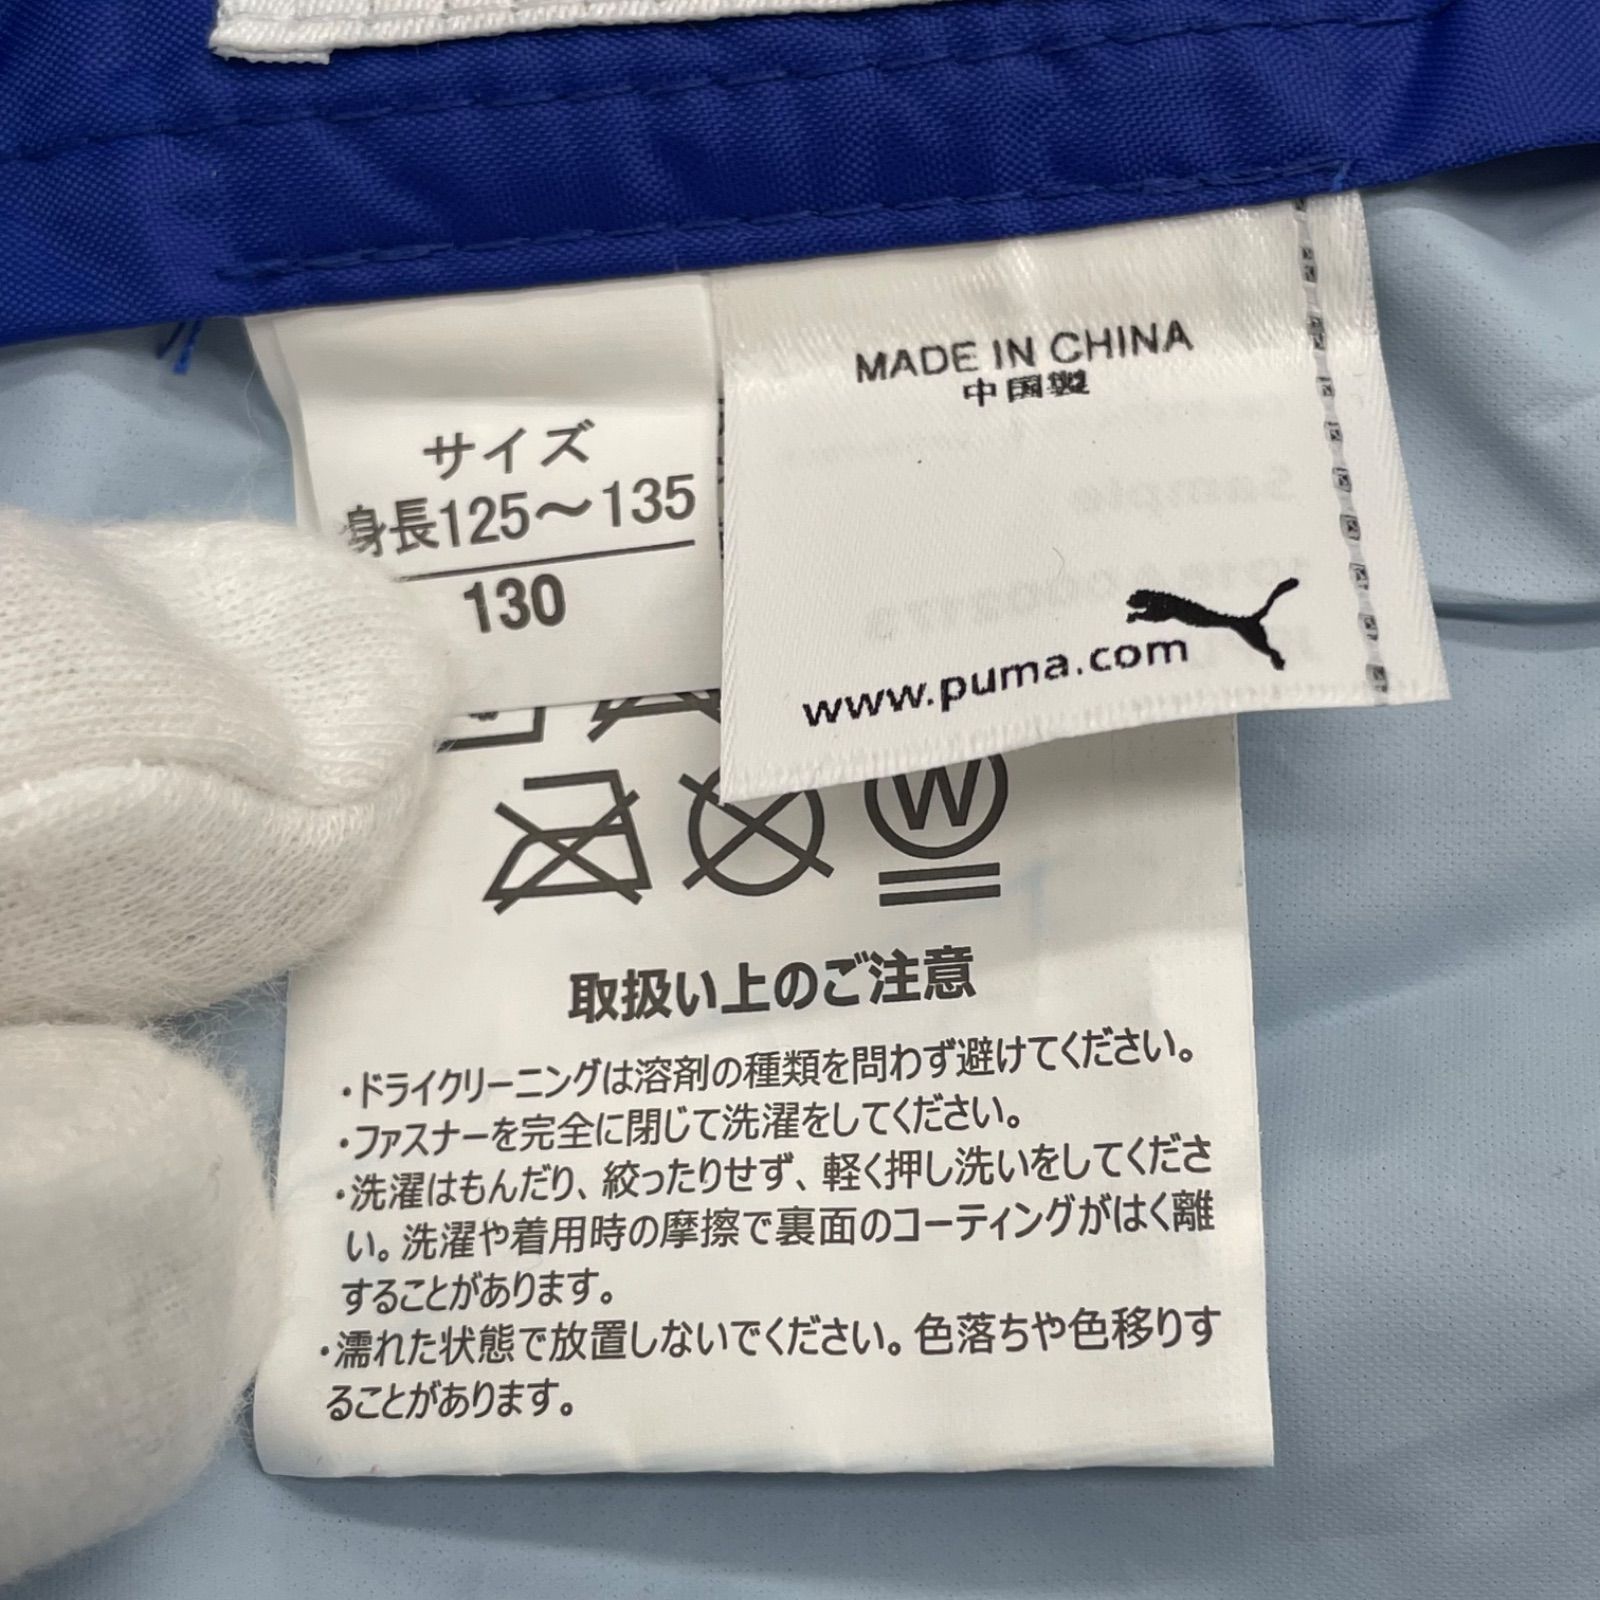 サイズ
身長125～135
130
MADE IN CHINA
中国製
www.puma.com
W
取扱い上のご注意
・ドライクリーニングは溶剤の種類を問わず避けてください。
・ファスナーを完全に閉じて洗濯をしてください。
・洗濯はもんだり、絞ったりせず、軽く押し洗いをしてくださ
い。洗濯や着用時の摩擦で裏面のコーティングがはく離
することがあります。
・濡れた状態で放置しないでください。色落ちや色移りす
ることがあります。